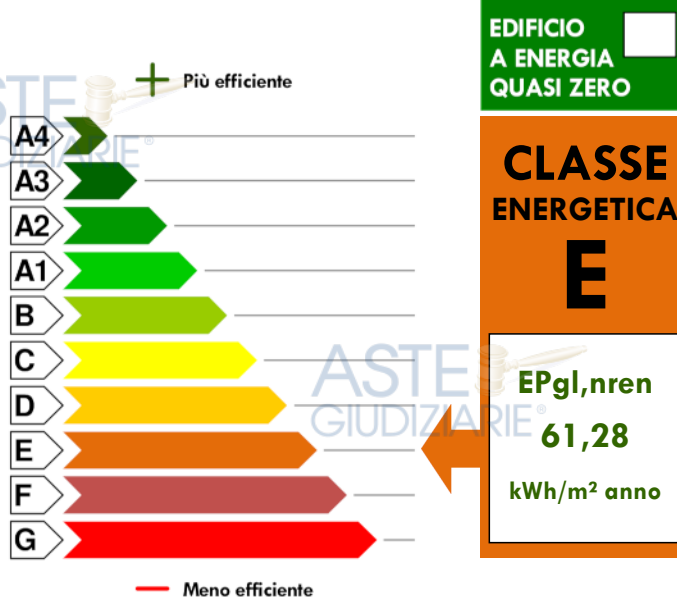 EDIFICIO
A ENERGIA
QUASI ZERO
Più efficiente
ASTE
GIUDIZIARIE®
A4
A3
A2
A1
B
C
D
E
F
G
CLASSE
ENERGETICA
E
ASTE
GIUDIZIARIE®
EPgl,nren
61,28
kWh/m² anno
Meno efficiente